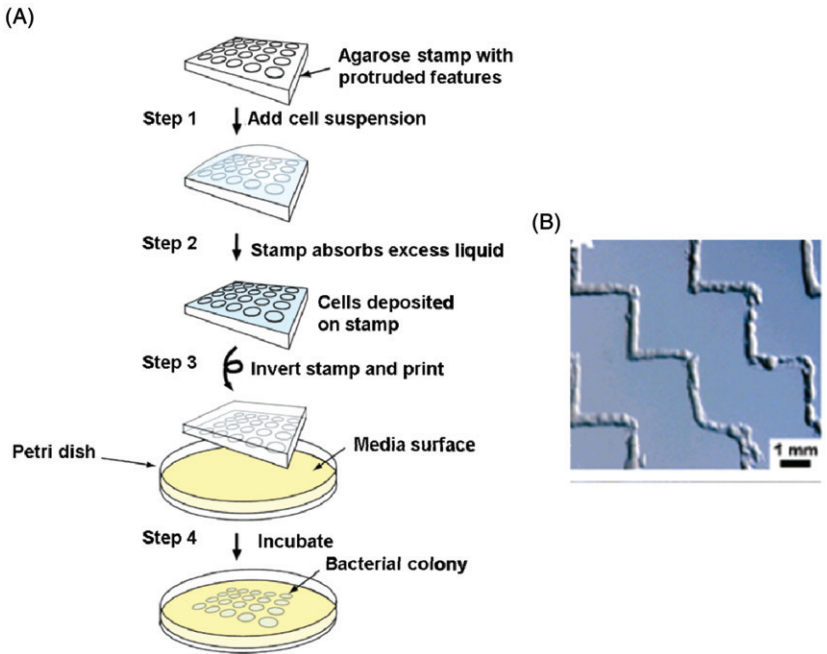 (A)
Agarose stamp with
protruded features
Step 1
Add cell suspension
Step 2
Stamp absorbs excess liquid
Cells deposited
on stamp
Step 3
Invert stamp and print
Petri dish
Media surface
Step 4
Incubate
Bacterial colony
(B)
1 mm